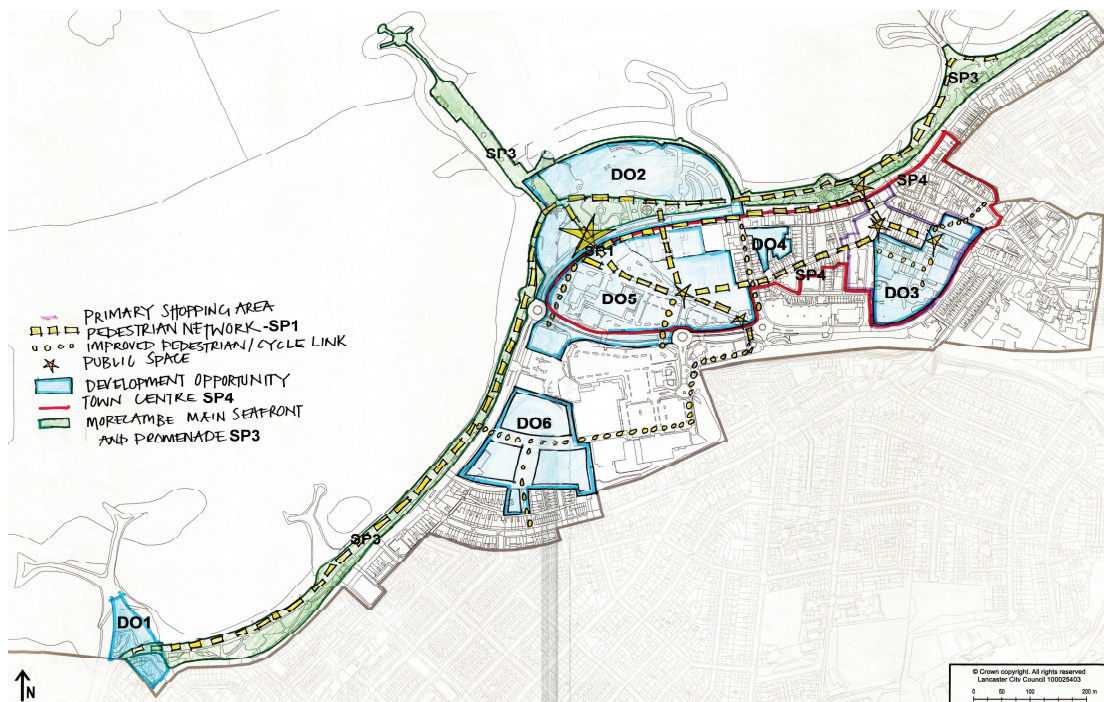 SP3
SP3
DO2
SP4
SP1
DO4
SP4
DO5
DO3
PRIMARY SHOPPING AREA
PEDESTRIAN NETWORK -SP1
IMPROVED PEDESTRIAN/CYCLE LINK
PUBLIC SPACE
DEVELOPMENT OPPORTUNITY
TOWN CENTRE SP4
MORECAMBE MAIN SEAFRONT
AND PROMENADE SP3
DO6
SP3
DO1
N
© Crown copyright. All rights reserved
Lancaster City Council 100025403
0 50 100 200 m